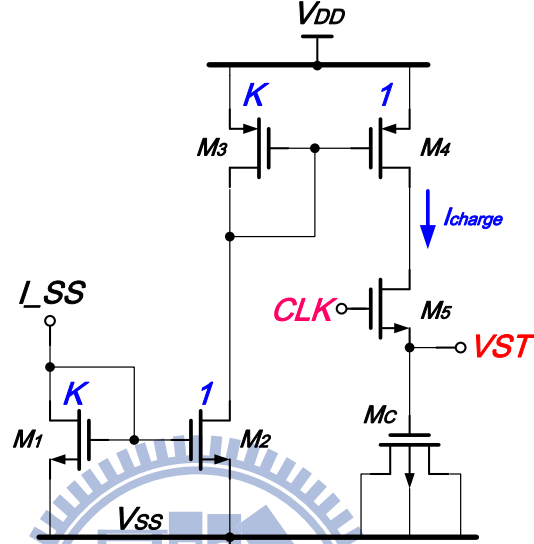 VDD
K 1
M3 M4
Icharge
I_SS
CLK M5
VST
K 1 MC
M1 M2
VSS